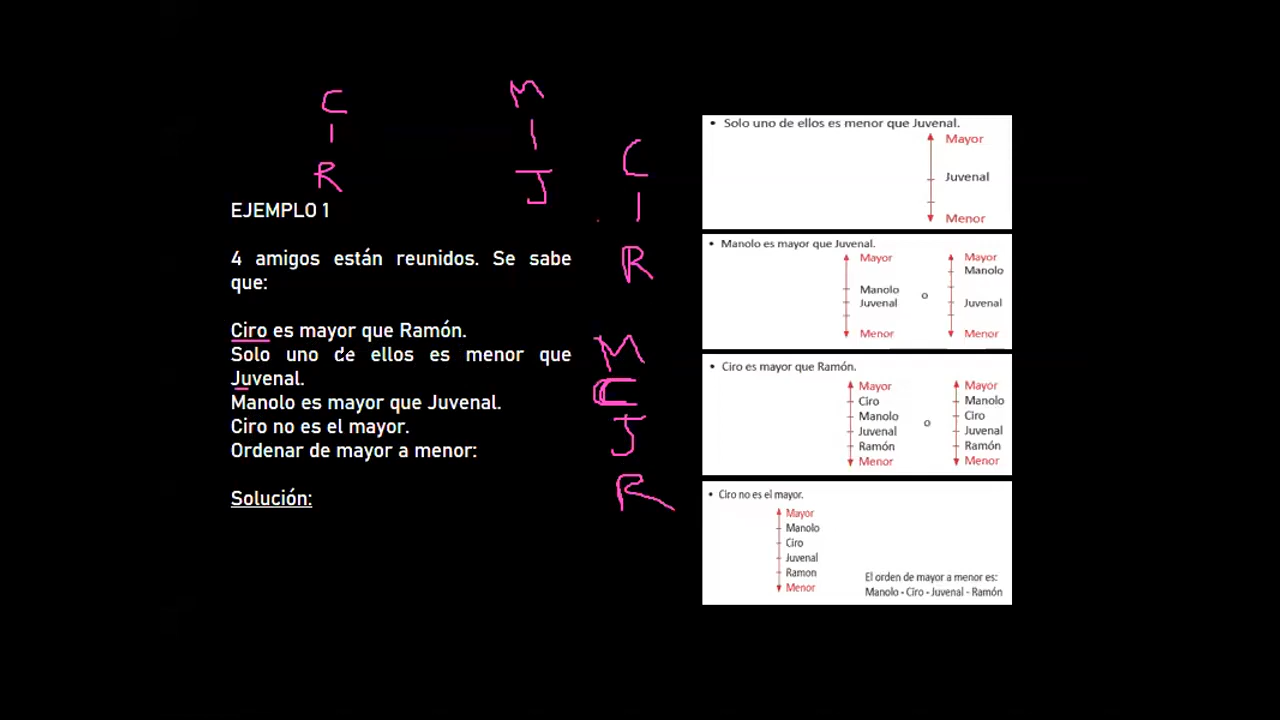 C
I
R
M
I
J
C
I
R
M
C
J
R
EJEMPLO 1
4 amigos están reunidos. Se sabe
que:
Ciro es mayor que Ramón.
Solo uno de ellos es menor que
Juvenal.
Manolo es mayor que Juvenal.
Ciro no es el mayor.
Ordenar de mayor a menor:
Solución:
• Solo uno de ellos es menor que Juvenal.
Mayor
Juvenal
Menor
• Manolo es mayor que Juvenal.
Mayor
Manolo
Juvenal
Menor
o
Mayor
Manolo
Juvenal
Menor
• Ciro es mayor que Ramón.
Mayor
Ciro
Manolo
Juvenal
Ramón
Menor
o
Mayor
Manolo
Ciro
Juvenal
Ramón
Menor
• Ciro no es el mayor.
Mayor
Manolo
Ciro
Juvenal
Ramon
Menor
El orden de mayor a menor es:
Manolo - Ciro - Juvenal - Ramón